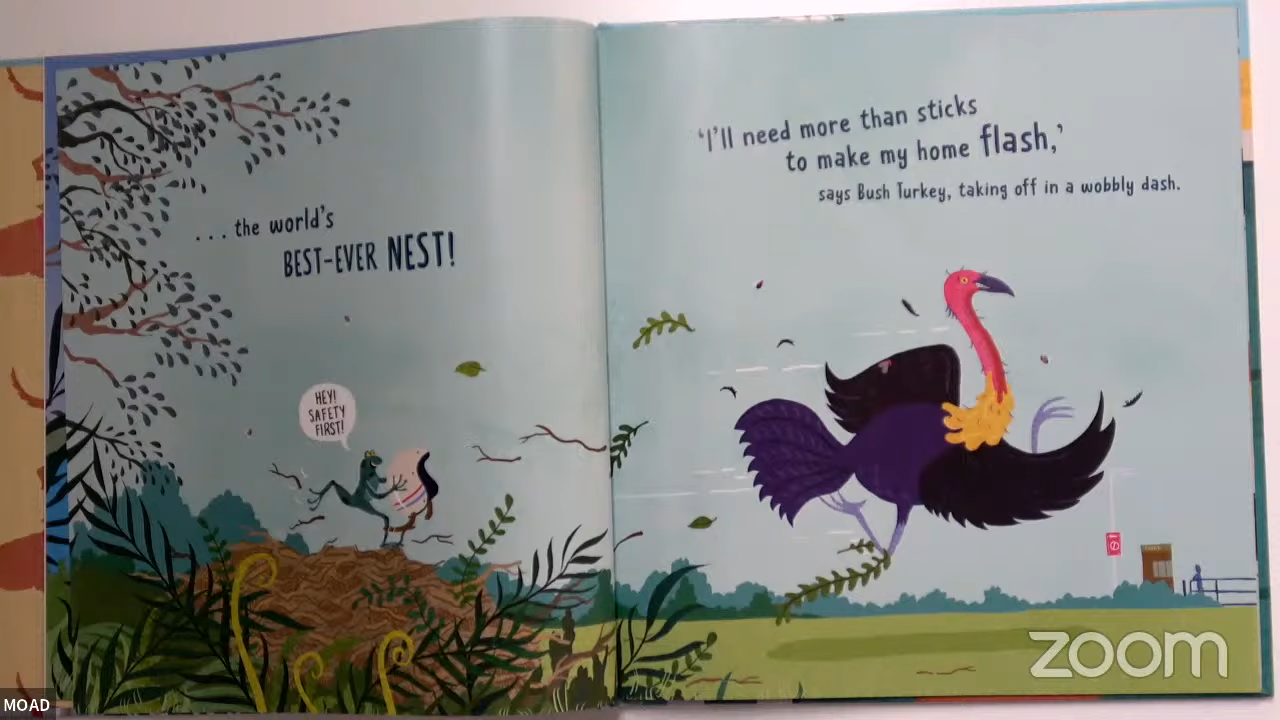 . . . the world's
BEST-EVER NEST!
HEY!
SAFETY
FIRST!
'I'll need more than sticks
to make my home flash,'
says Bush Turkey, taking off in a wobbly dash.
zoom
MOAD